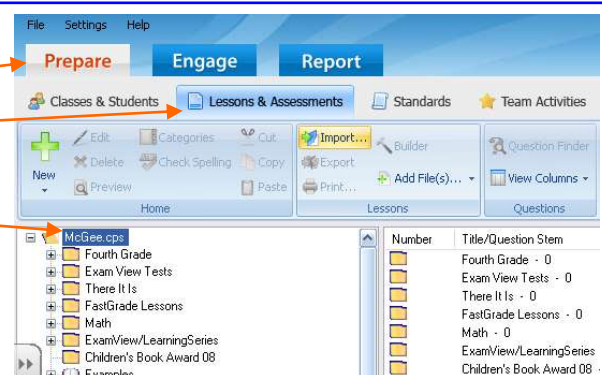 File Settings Help
Prepare Engage Report
Classes & Students Lessons & Assessments Standards Team Activities
Edit Categories Cut Import... Builder Question Finder
Delete Check Spelling Copy Export
New Preview Paste Print... Add File(s)... View Columns
Home Lessons Questions
McGee.cps Number Title/Question Stem
Fourth Grade Fourth Grade - 0
Exam View Tests Exam View Tests - 0
There It Is There It Is - 0
FastGrade Lessons FastGrade Lessons - 0
Math Math - 0
ExamView/LearningSeries ExamView/LearningSeries
Children's Book Award 08 Children's Book Award 08 -
Examples